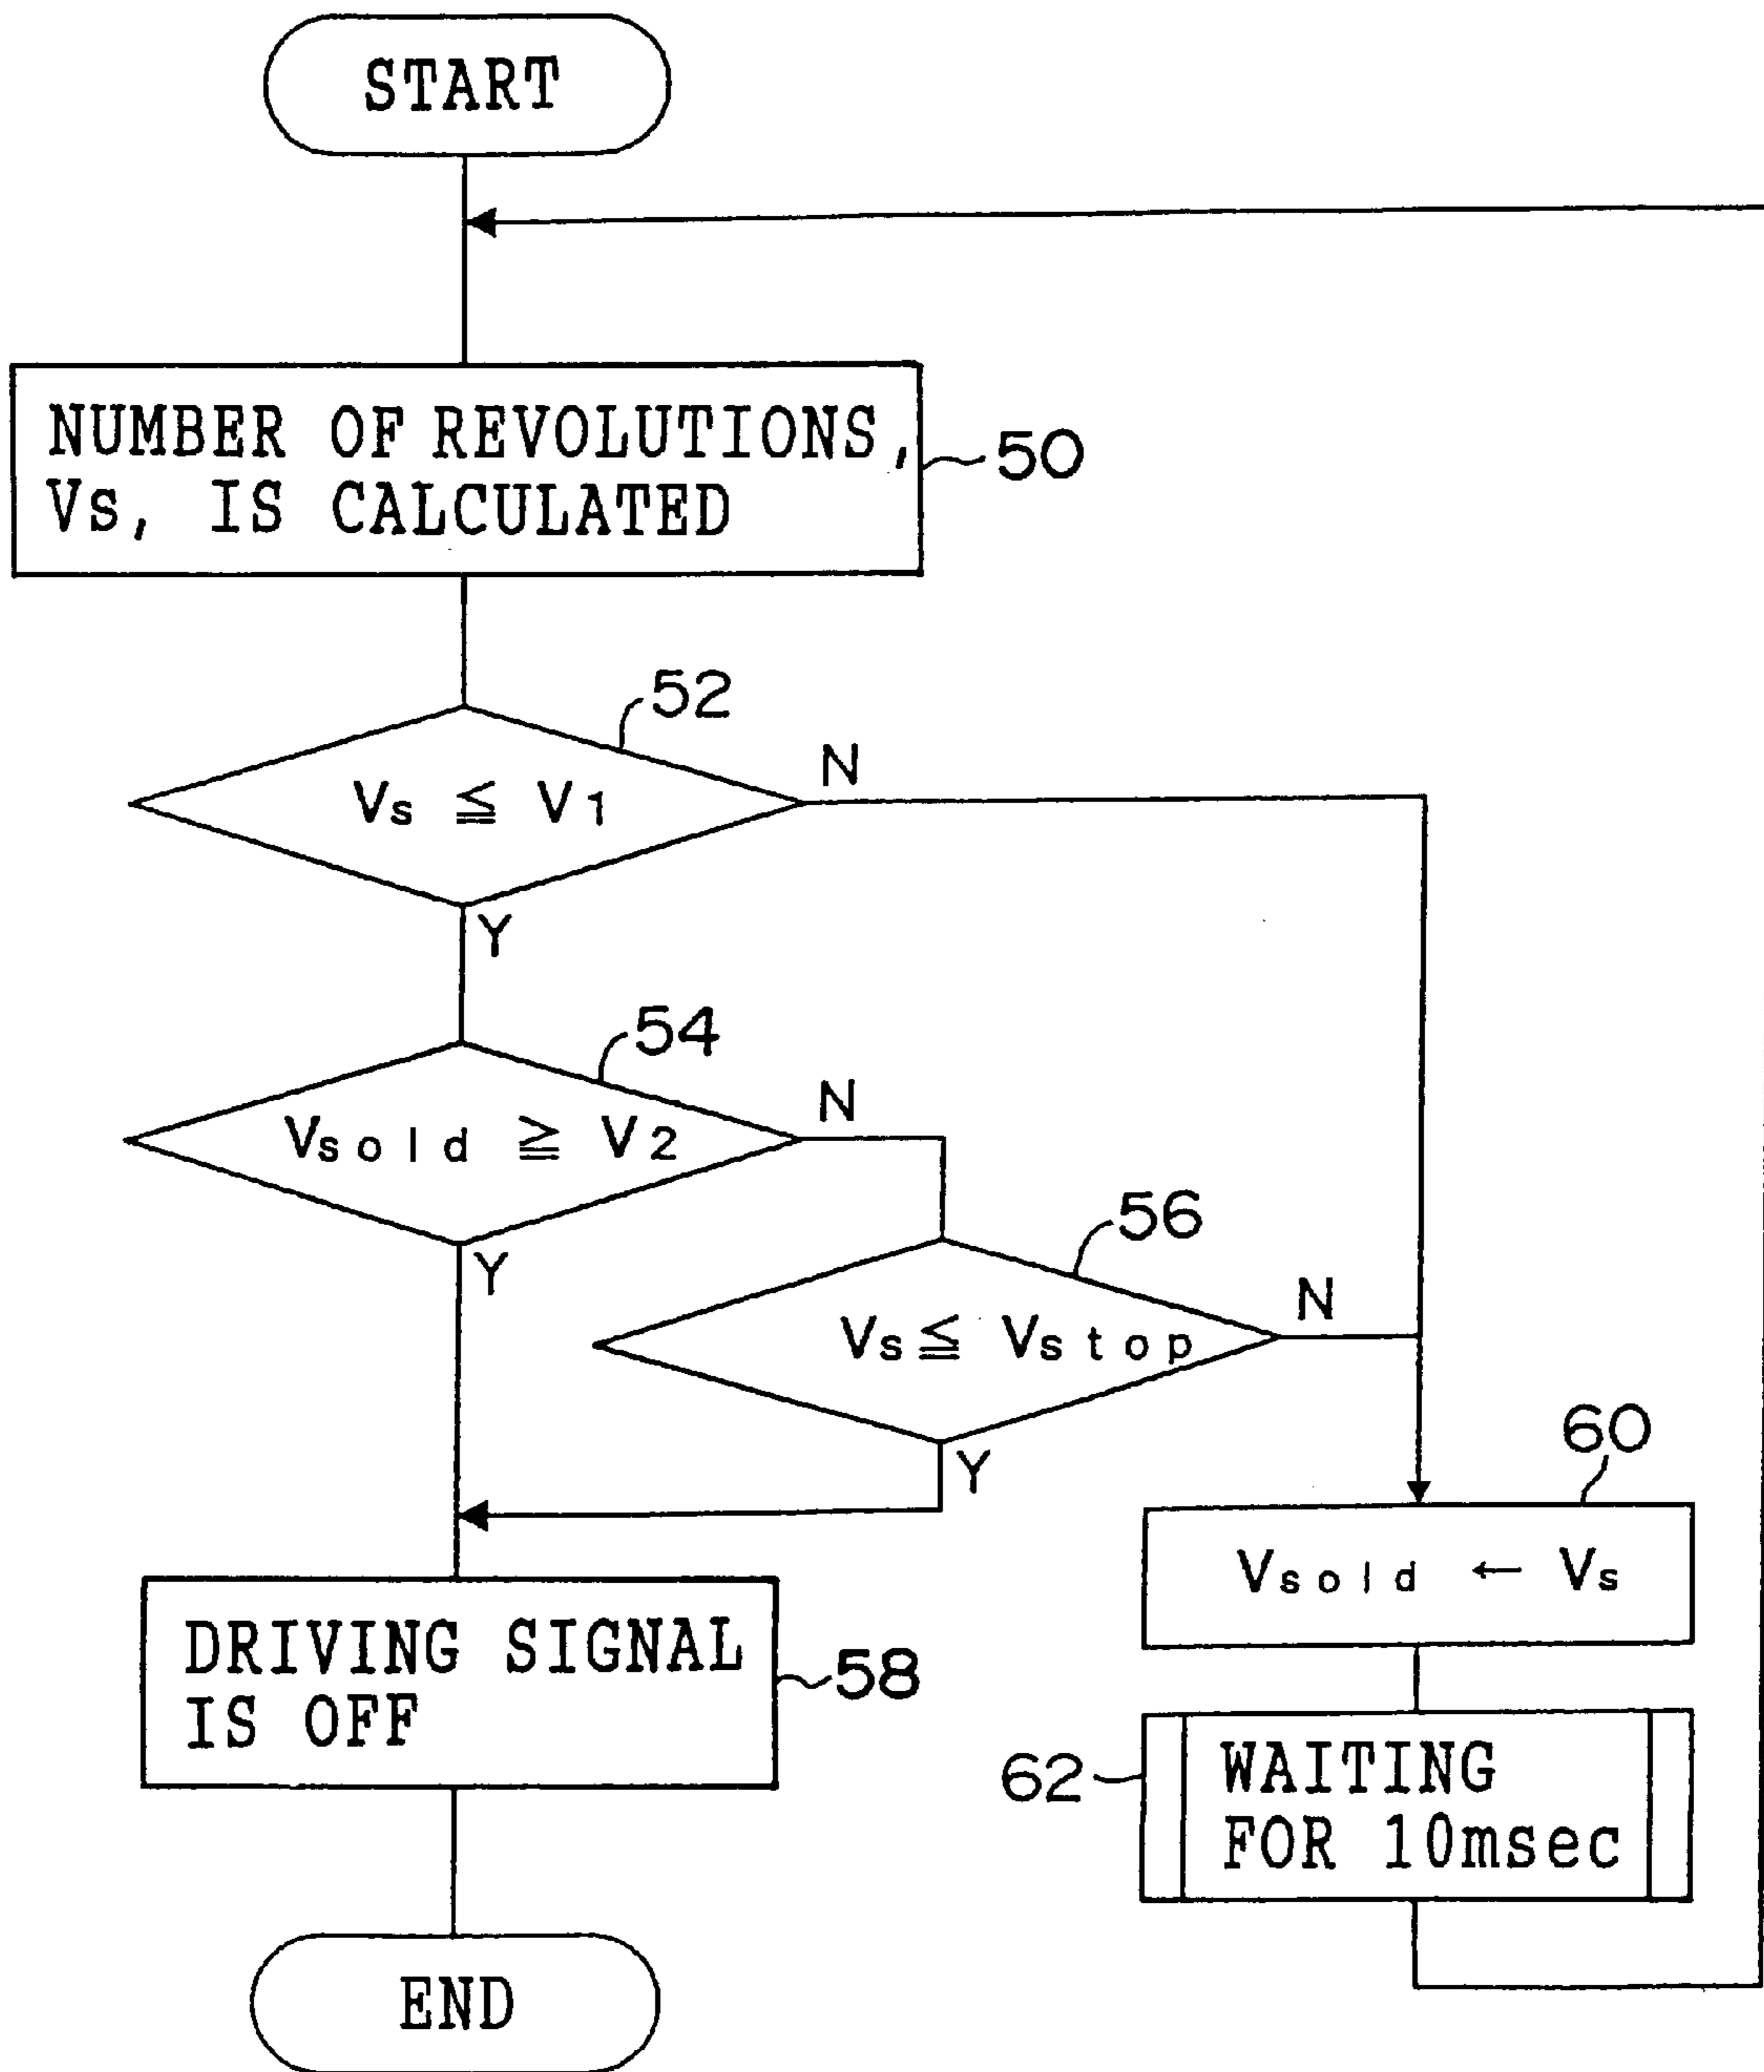 START
NUMBER OF REVOLUTIONS,
Vs, IS CALCULATED
50
52
Vs ≦ V1
N
Y
54
Vsold ≧ V2
N
Y
56
Vs ≦ Vstop
N
Y
60
Vsold ← Vs
DRIVING SIGNAL
IS OFF
58
62
WAITING
FOR 10msec
END